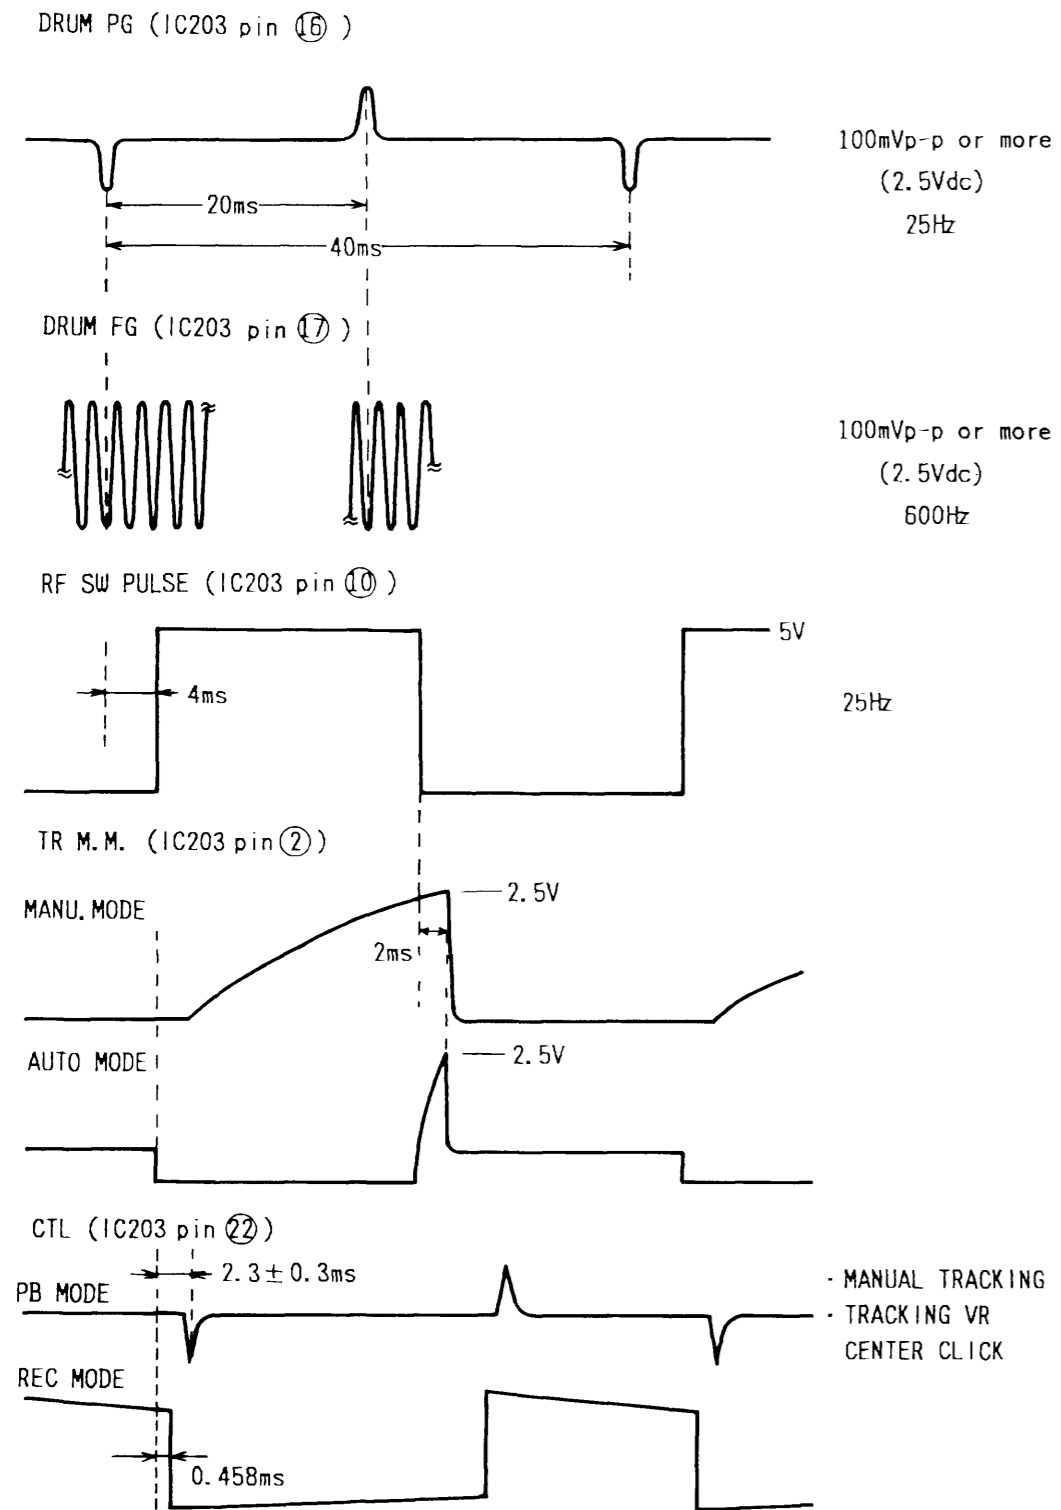 DRUM PG (IC203 pin ⑯ )
100mVp-p or more
(2.5Vdc)
25Hz
20ms
40ms
DRUM FG (IC203 pin ⑰ )
100mVp-p or more
(2.5Vdc)
600Hz
RF SW PULSE (IC203 pin ⑩ )
5V
4ms
25Hz
TR M.M. (IC203 pin ② )
MANU.MODE
2.5V
2ms
AUTO MODE
2.5V
CTL (IC203 pin ㉒ )
2.3±0.3ms
PB MODE
· MANUAL TRACKING
· TRACKING VR
CENTER CLICK
REC MODE
0.458ms